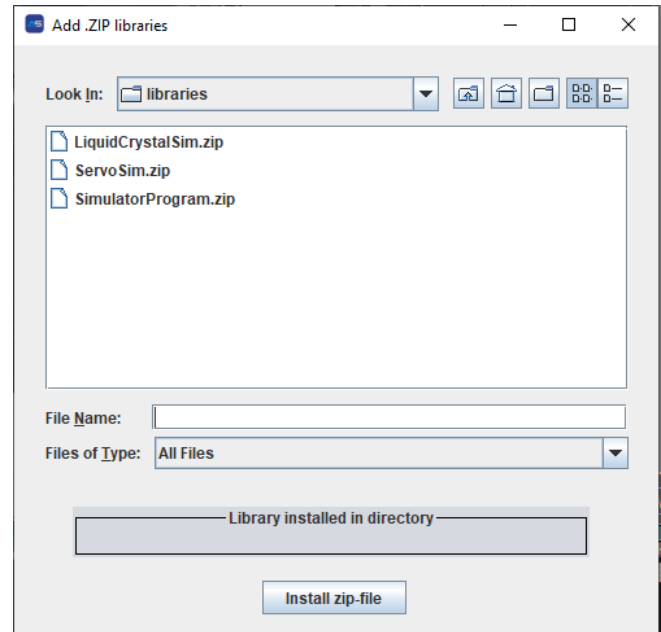 Add .ZIP libraries
Look In: libraries
LiquidCrystalSim.zip
ServoSim.zip
SimulatorProgram.zip
File Name:
Files of Type: All Files
Library installed in directory
Install zip-file